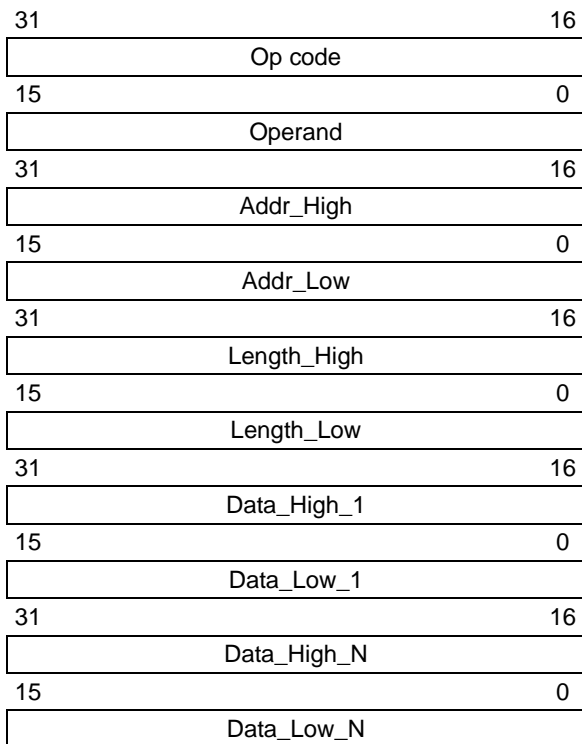 31 16
Op code
15 0
Operand
31 16
Addr_High
15 0
Addr_Low
31 16
Length_High
15 0
Length_Low
31 16
Data_High_1
15 0
Data_Low_1
31 16
Data_High_N
15 0
Data_Low_N